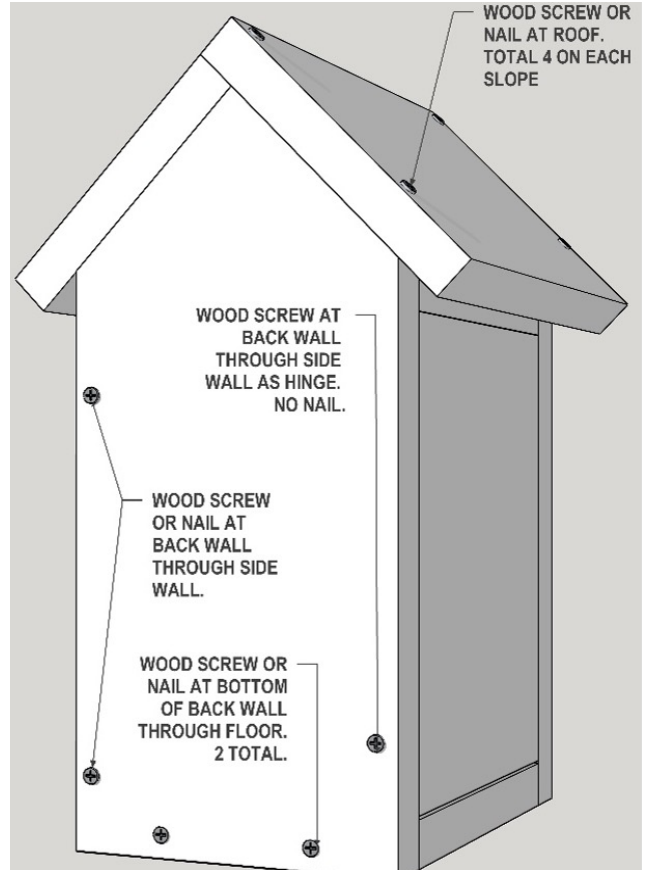 WOOD SCREW OR
NAIL AT ROOF.
TOTAL 4 ON EACH
SLOPE
WOOD SCREW AT
BACK WALL
THROUGH SIDE
WALL AS HINGE.
NO NAIL.
WOOD SCREW
OR NAIL AT
BACK WALL
THROUGH SIDE
WALL.
WOOD SCREW OR
NAIL AT BOTTOM
OF BACK WALL
THROUGH FLOOR.
2 TOTAL.